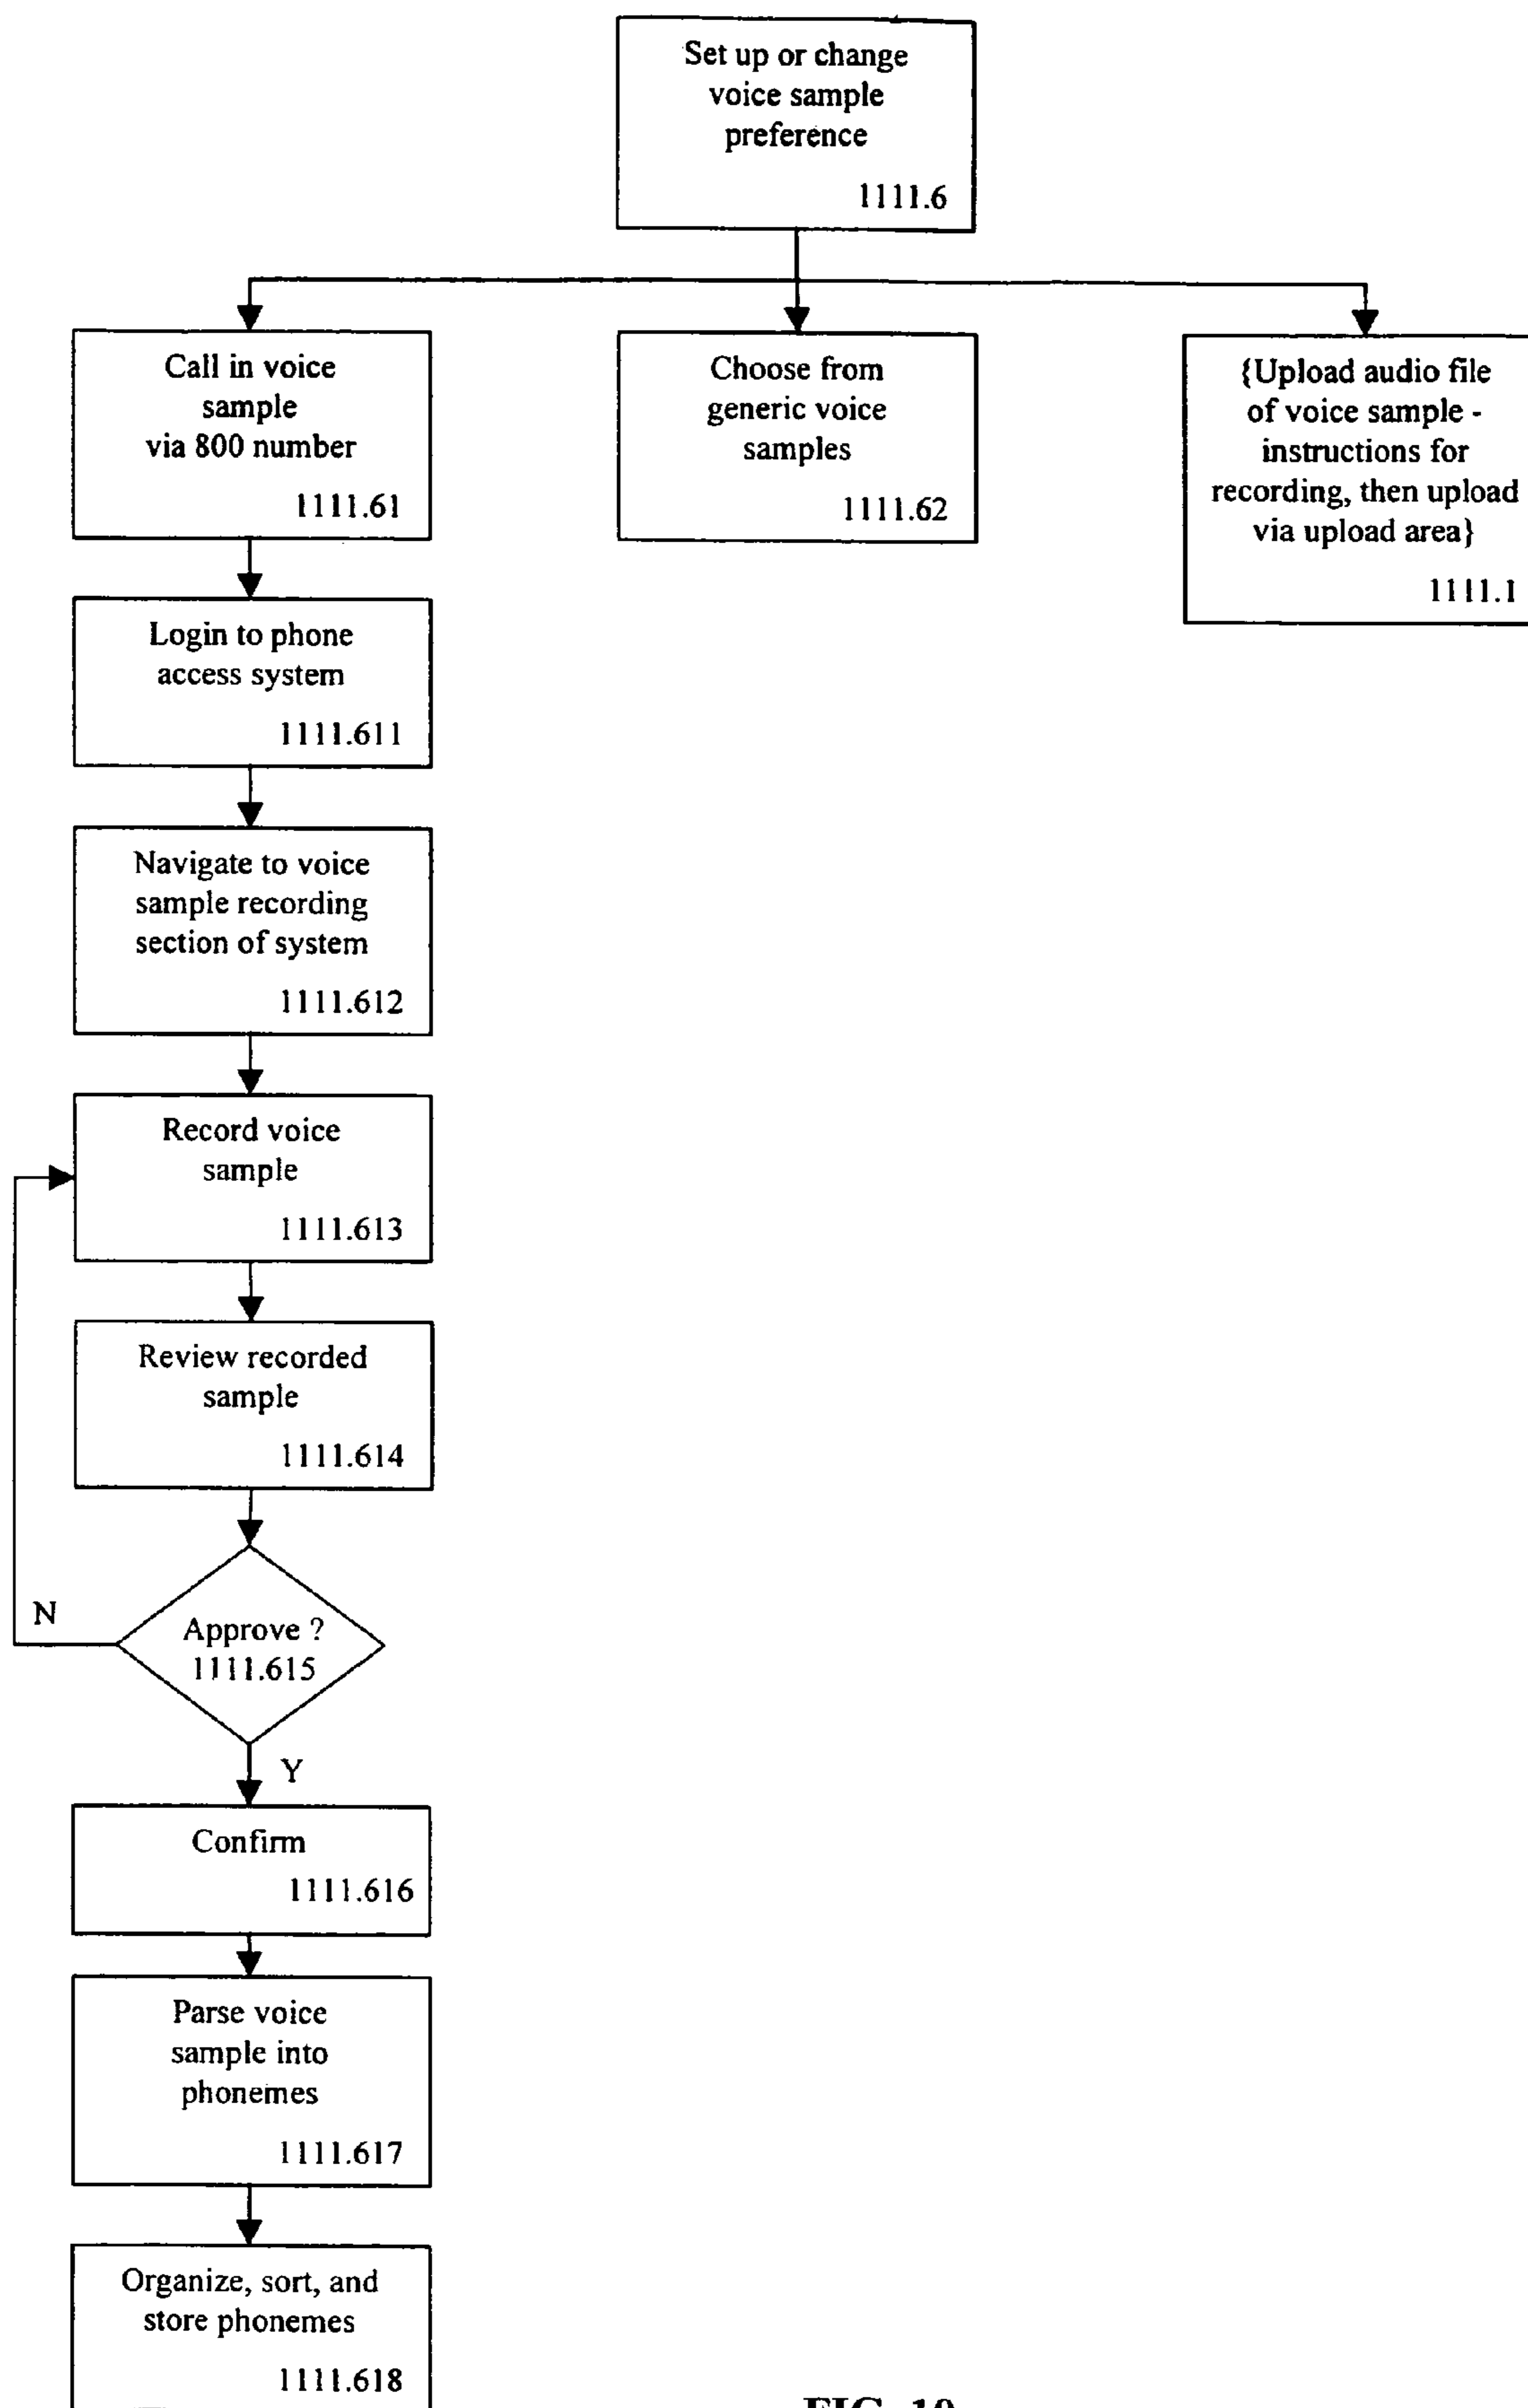 Set up or change
voice sample
preference
1111.6
Call in voice
sample
via 800 number
1111.61
Choose from
generic voice
samples
1111.62
{Upload audio file
of voice sample -
instructions for
recording, then upload
via upload area}
1111.1
Login to phone
access system
1111.611
Navigate to voice
sample recording
section of system
1111.612
Record voice
sample
1111.613
Review recorded
sample
1111.614
N
Approve ?
1111.615
Y
Confirm
1111.616
Parse voice
sample into
phonemes
1111.617
Organize, sort, and
store phonemes
1111.618